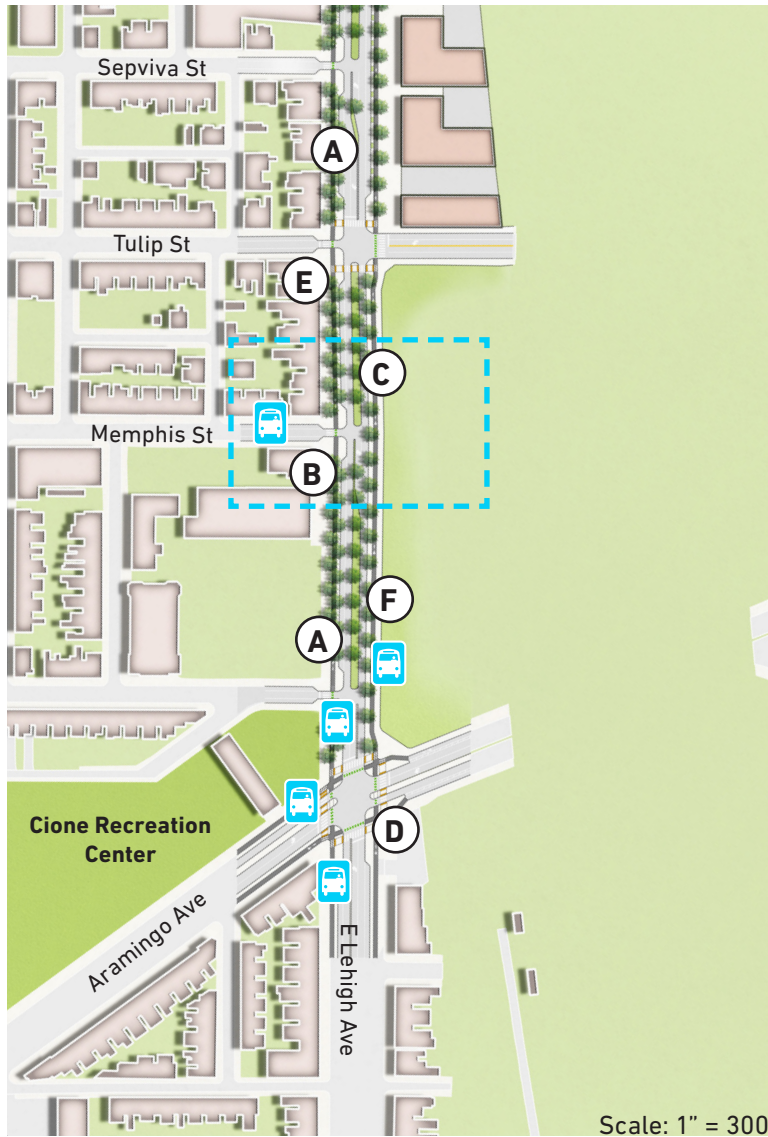 Sepviva St
A
Tulip St
E
C
Memphis St
B
F
A
Cione Recreation
Center
D
Aramingo Ave
E Lehigh Ave
Scale: 1” = 300